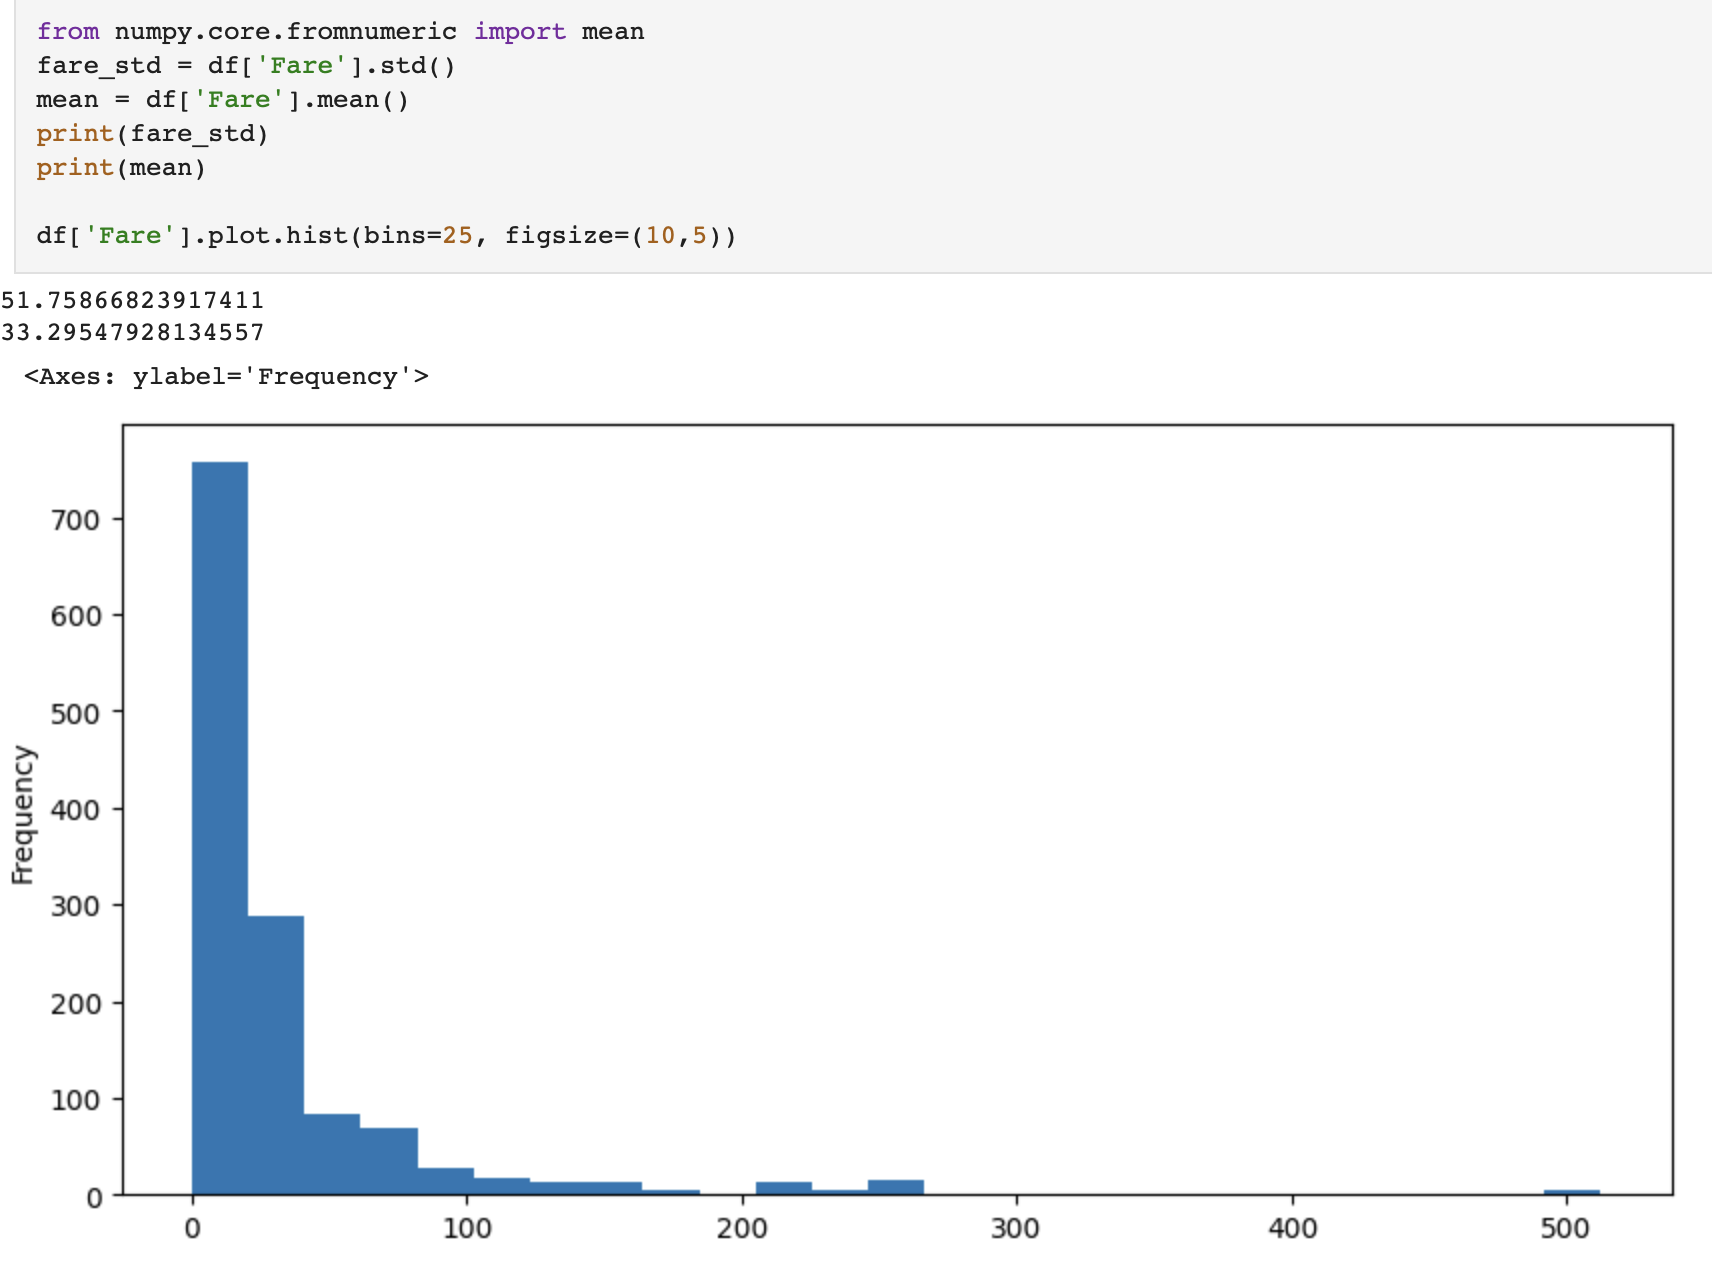 from numpy.core.fromnumeric import mean
fare_std = df['Fare'].std()
mean = df['Fare'].mean()
print(fare_std)
print(mean)
df['Fare'].plot.hist(bins=25, figsize=(10,5))
51.75866823917411
33.29547928134557
<Axes: ylabel='Frequency'>
700
600
500
400
300
200
100
0
Frequency
0 100 200 300 400 500